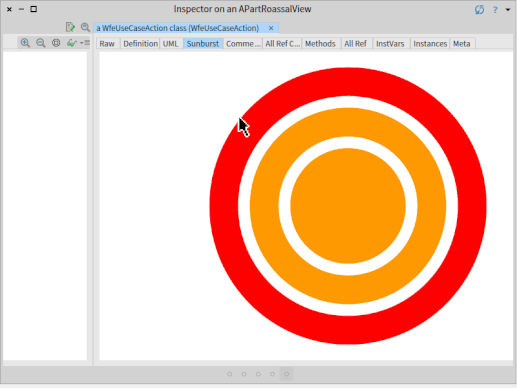 Inspector on an APartRoassalView
?
a WfeUseCaseAction class [WfeUseCaseAction]
Raw Definition UML Sunburst Comme... All Ref C... Methods All Ref InstVars Instances Meta